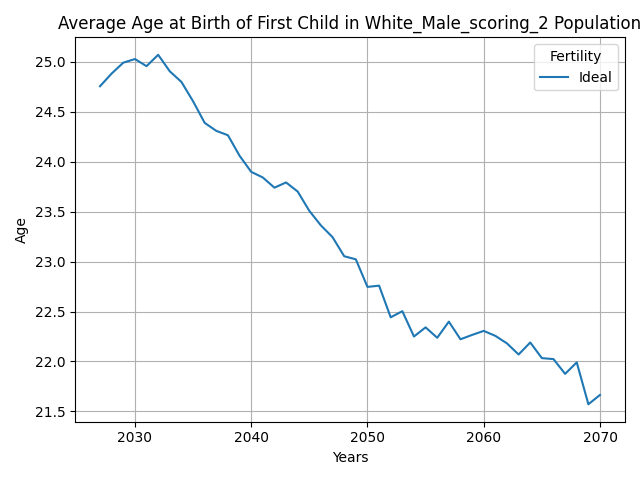 Average Age at Birth of First Child in White_Male_scoring_2 Population
Fertility
Ideal
25.0
24.5
24.0
23.5
23.0
22.5
22.0
21.5
Age
2030
2040
2050
2060
2070
Years